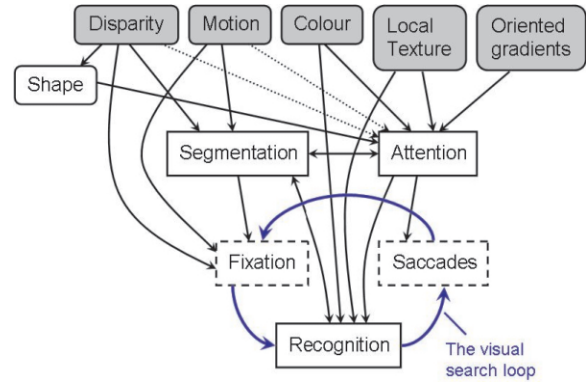 Disparity
Motion
Colour
Local
Texture
Oriented
gradients
Shape
Segmentation
Attention
Fixation
Saccades
Recognition
The visual
search loop